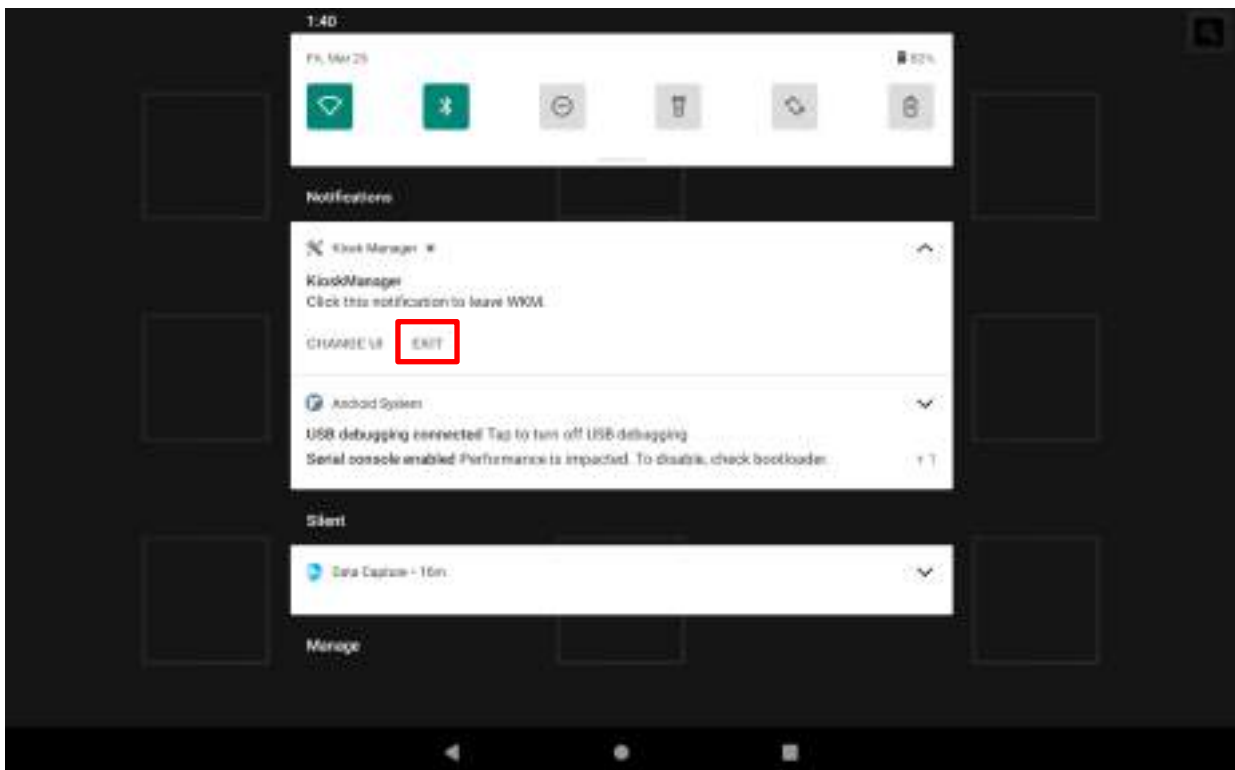 1:40
Fri, Mar 25
82%
Notifications
Kiosk Manager
KioskManager
Click this notification to leave WKM.
CHANGE UI EXIT
Android System
USB debugging connected Tap to turn off USB debugging
Serial console enabled Performance is impacted. To disable, check bootloader.
+ 1
Silent
Data Capture • 16m
Manage